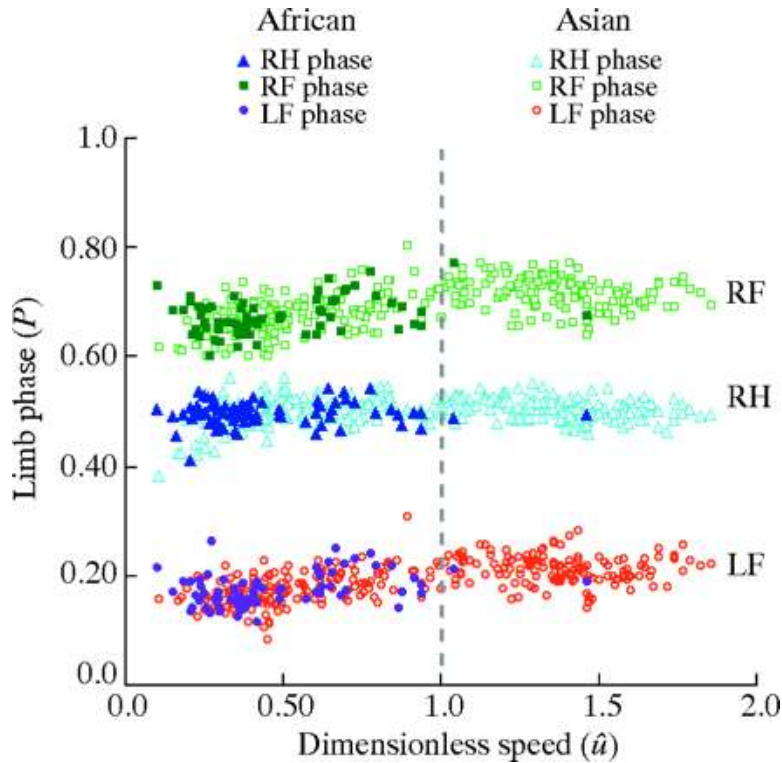 African Asian
RH phase RH phase
RF phase RF phase
LF phase LF phase
1.0
0.80
0.60
0.40
0.20
0.0
Limb phase (P)
RF
RH
LF
0.0 0.50 1.0 1.5 2.0
Dimensionless speed (û)